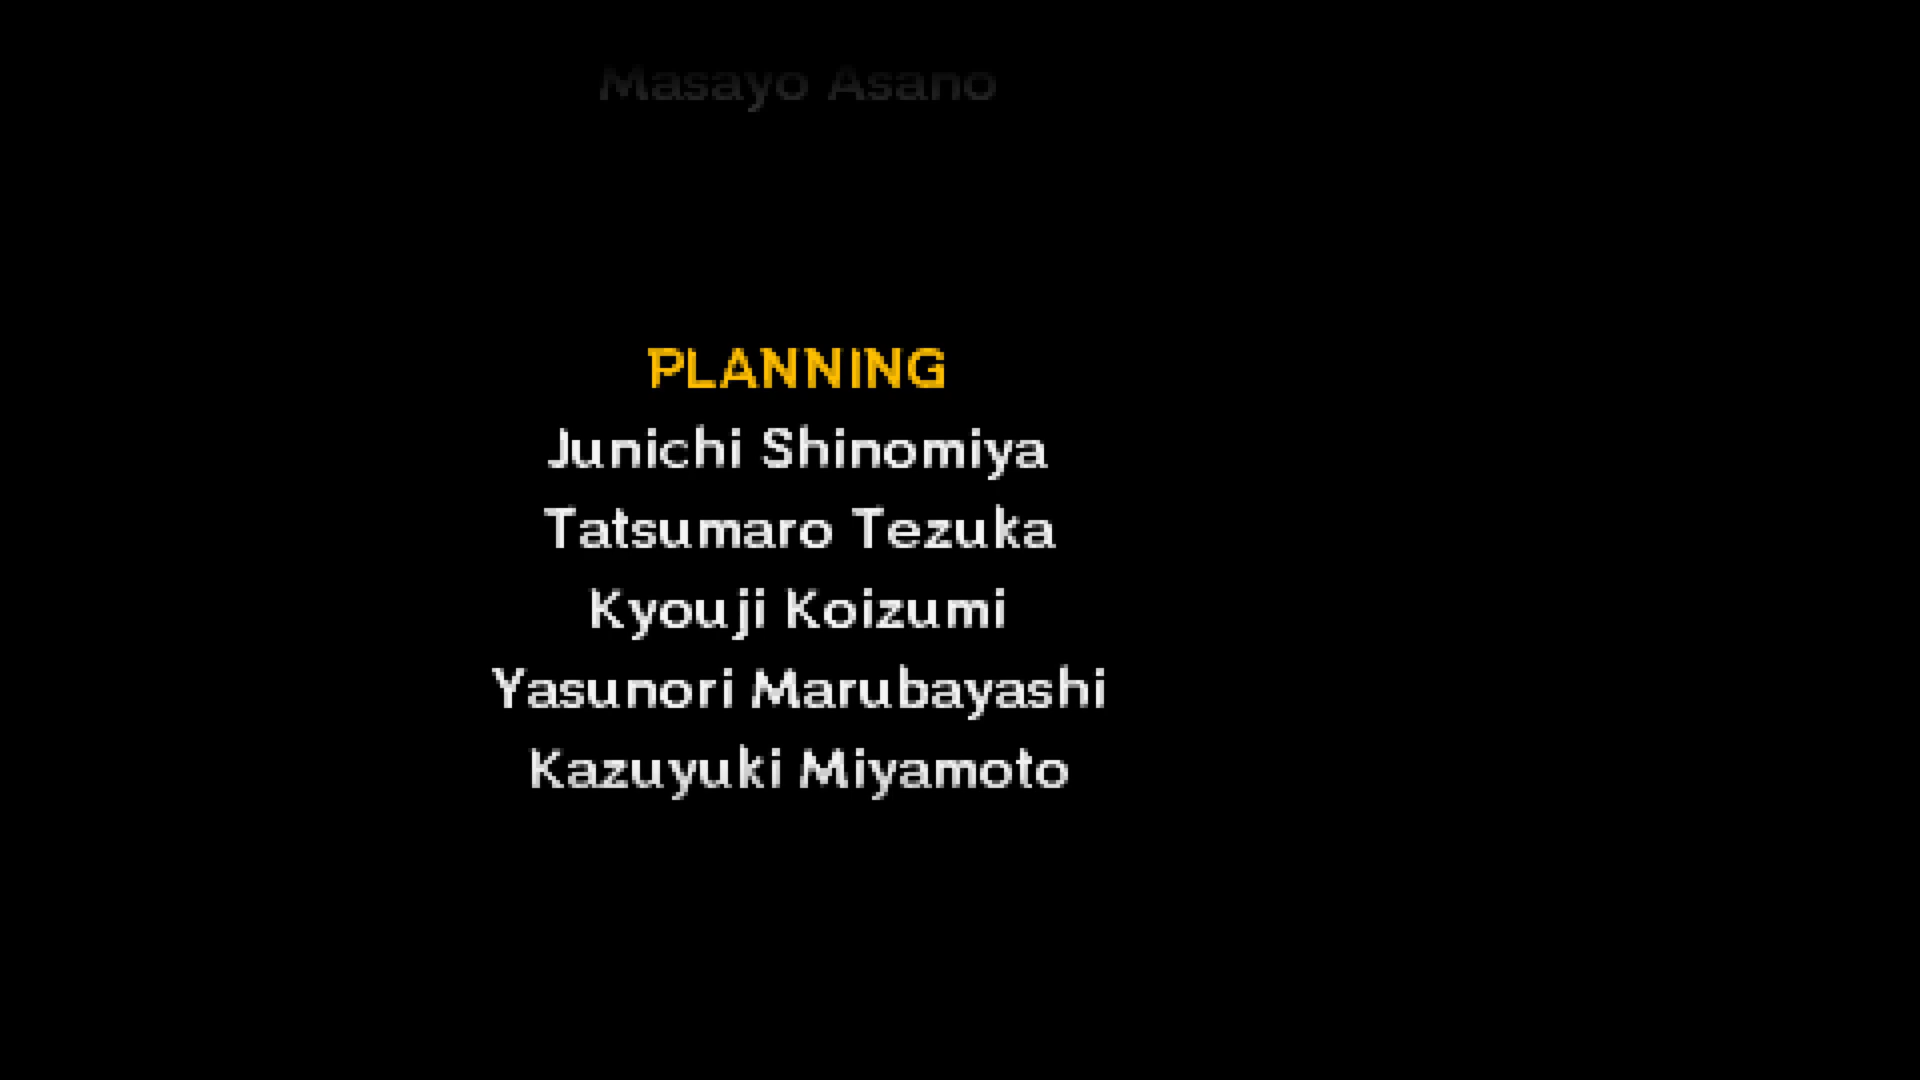 Masayo Asano
PLANNING
Junichi Shinomiya
Tatsumaro Tezuka
Kyouji Koizumi
Yasunori Marubayashi
Kazuyuki Miyamoto